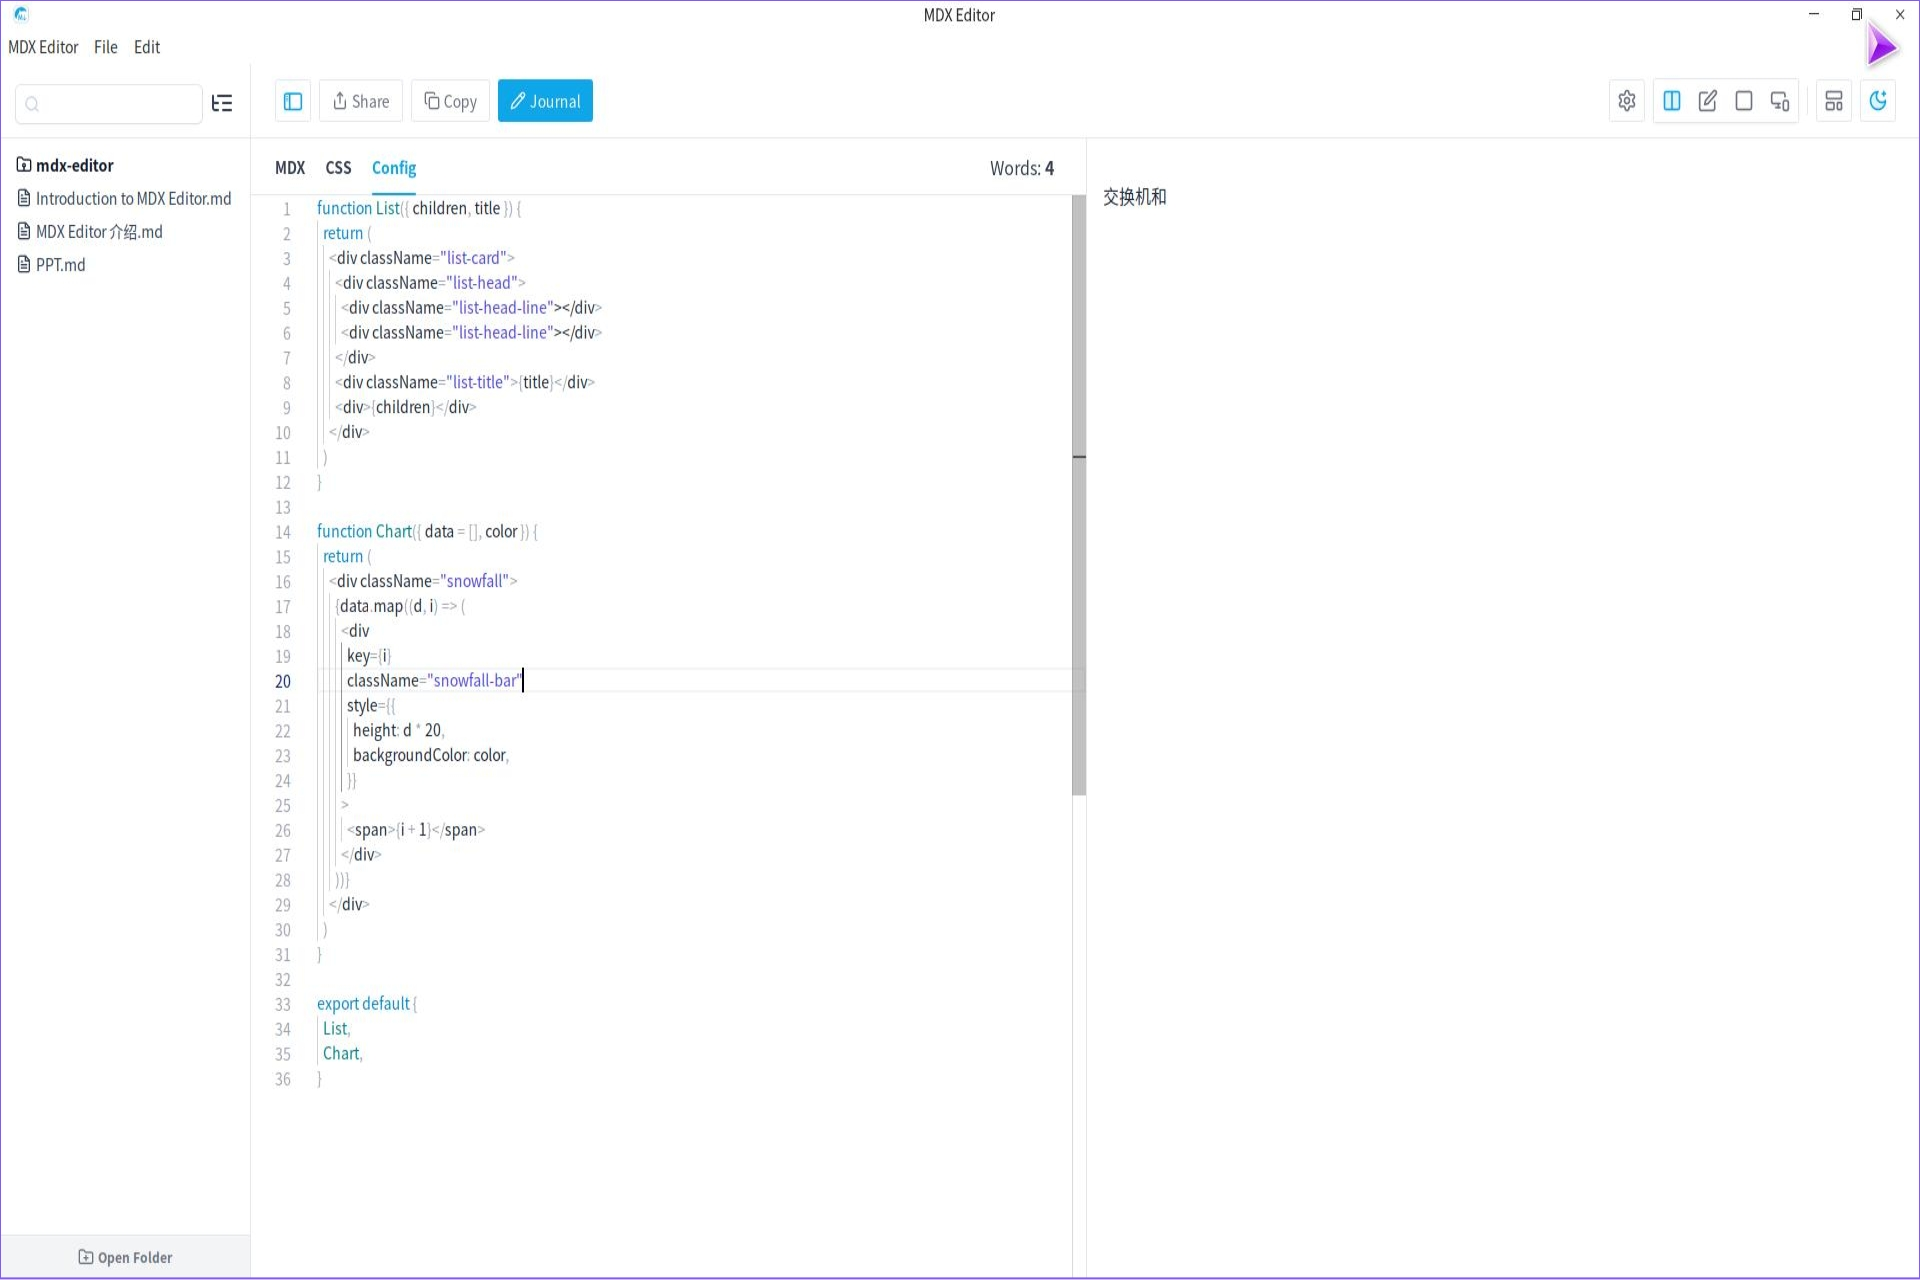 MDX Editor
MDX Editor File Edit
Share Copy Journal
mdx-editor
Introduction to MDX Editor.md
MDX Editor 介绍.md
PPT.md
Open Folder
MDX CSS Config Words: 4
1 function List({ children, title }) {
2 return (
3 <div className="list-card">
4 <div className="list-head">
5 <div className="list-head-line"></div>
6 <div className="list-head-line"></div>
7 </div>
8 <div className="list-title">{title}</div>
9 <div>{children}</div>
10 </div>
11 )
12 }
13
14 function Chart({ data = [], color }) {
15 return (
16 <div className="snowfall">
17 {data.map((d, i) => (
18 <div
19 key={i}
20 className="snowfall-bar"
21 style={{
22 height: d * 20,
23 backgroundColor: color,
24 }}
25 >
26 <span>{i + 1}</span>
27 </div>
28 ))}
29 </div>
30 )
31 }
32
33 export default {
34 List,
35 Chart,
36 }
交换机和